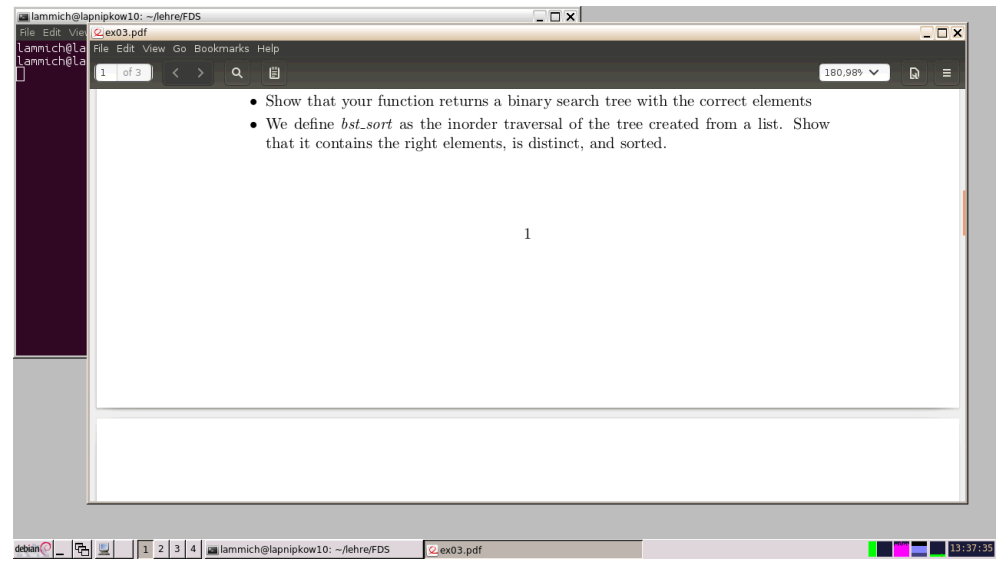 lammich@lapnipkow10: ~/lehre/FDS
File Edit Vie
lammich@la
lammich@la
ex03.pdf
File Edit View Go Bookmarks Help
1 of 3
180,98%
• Show that your function returns a binary search tree with the correct elements
• We define bst_sort as the inorder traversal of the tree created from a list. Show
that it contains the right elements, is distinct, and sorted.
1
debian 1 2 3 4 lammich@lapnipkow10: ~/lehre/FDS ex03.pdf 13:37:35